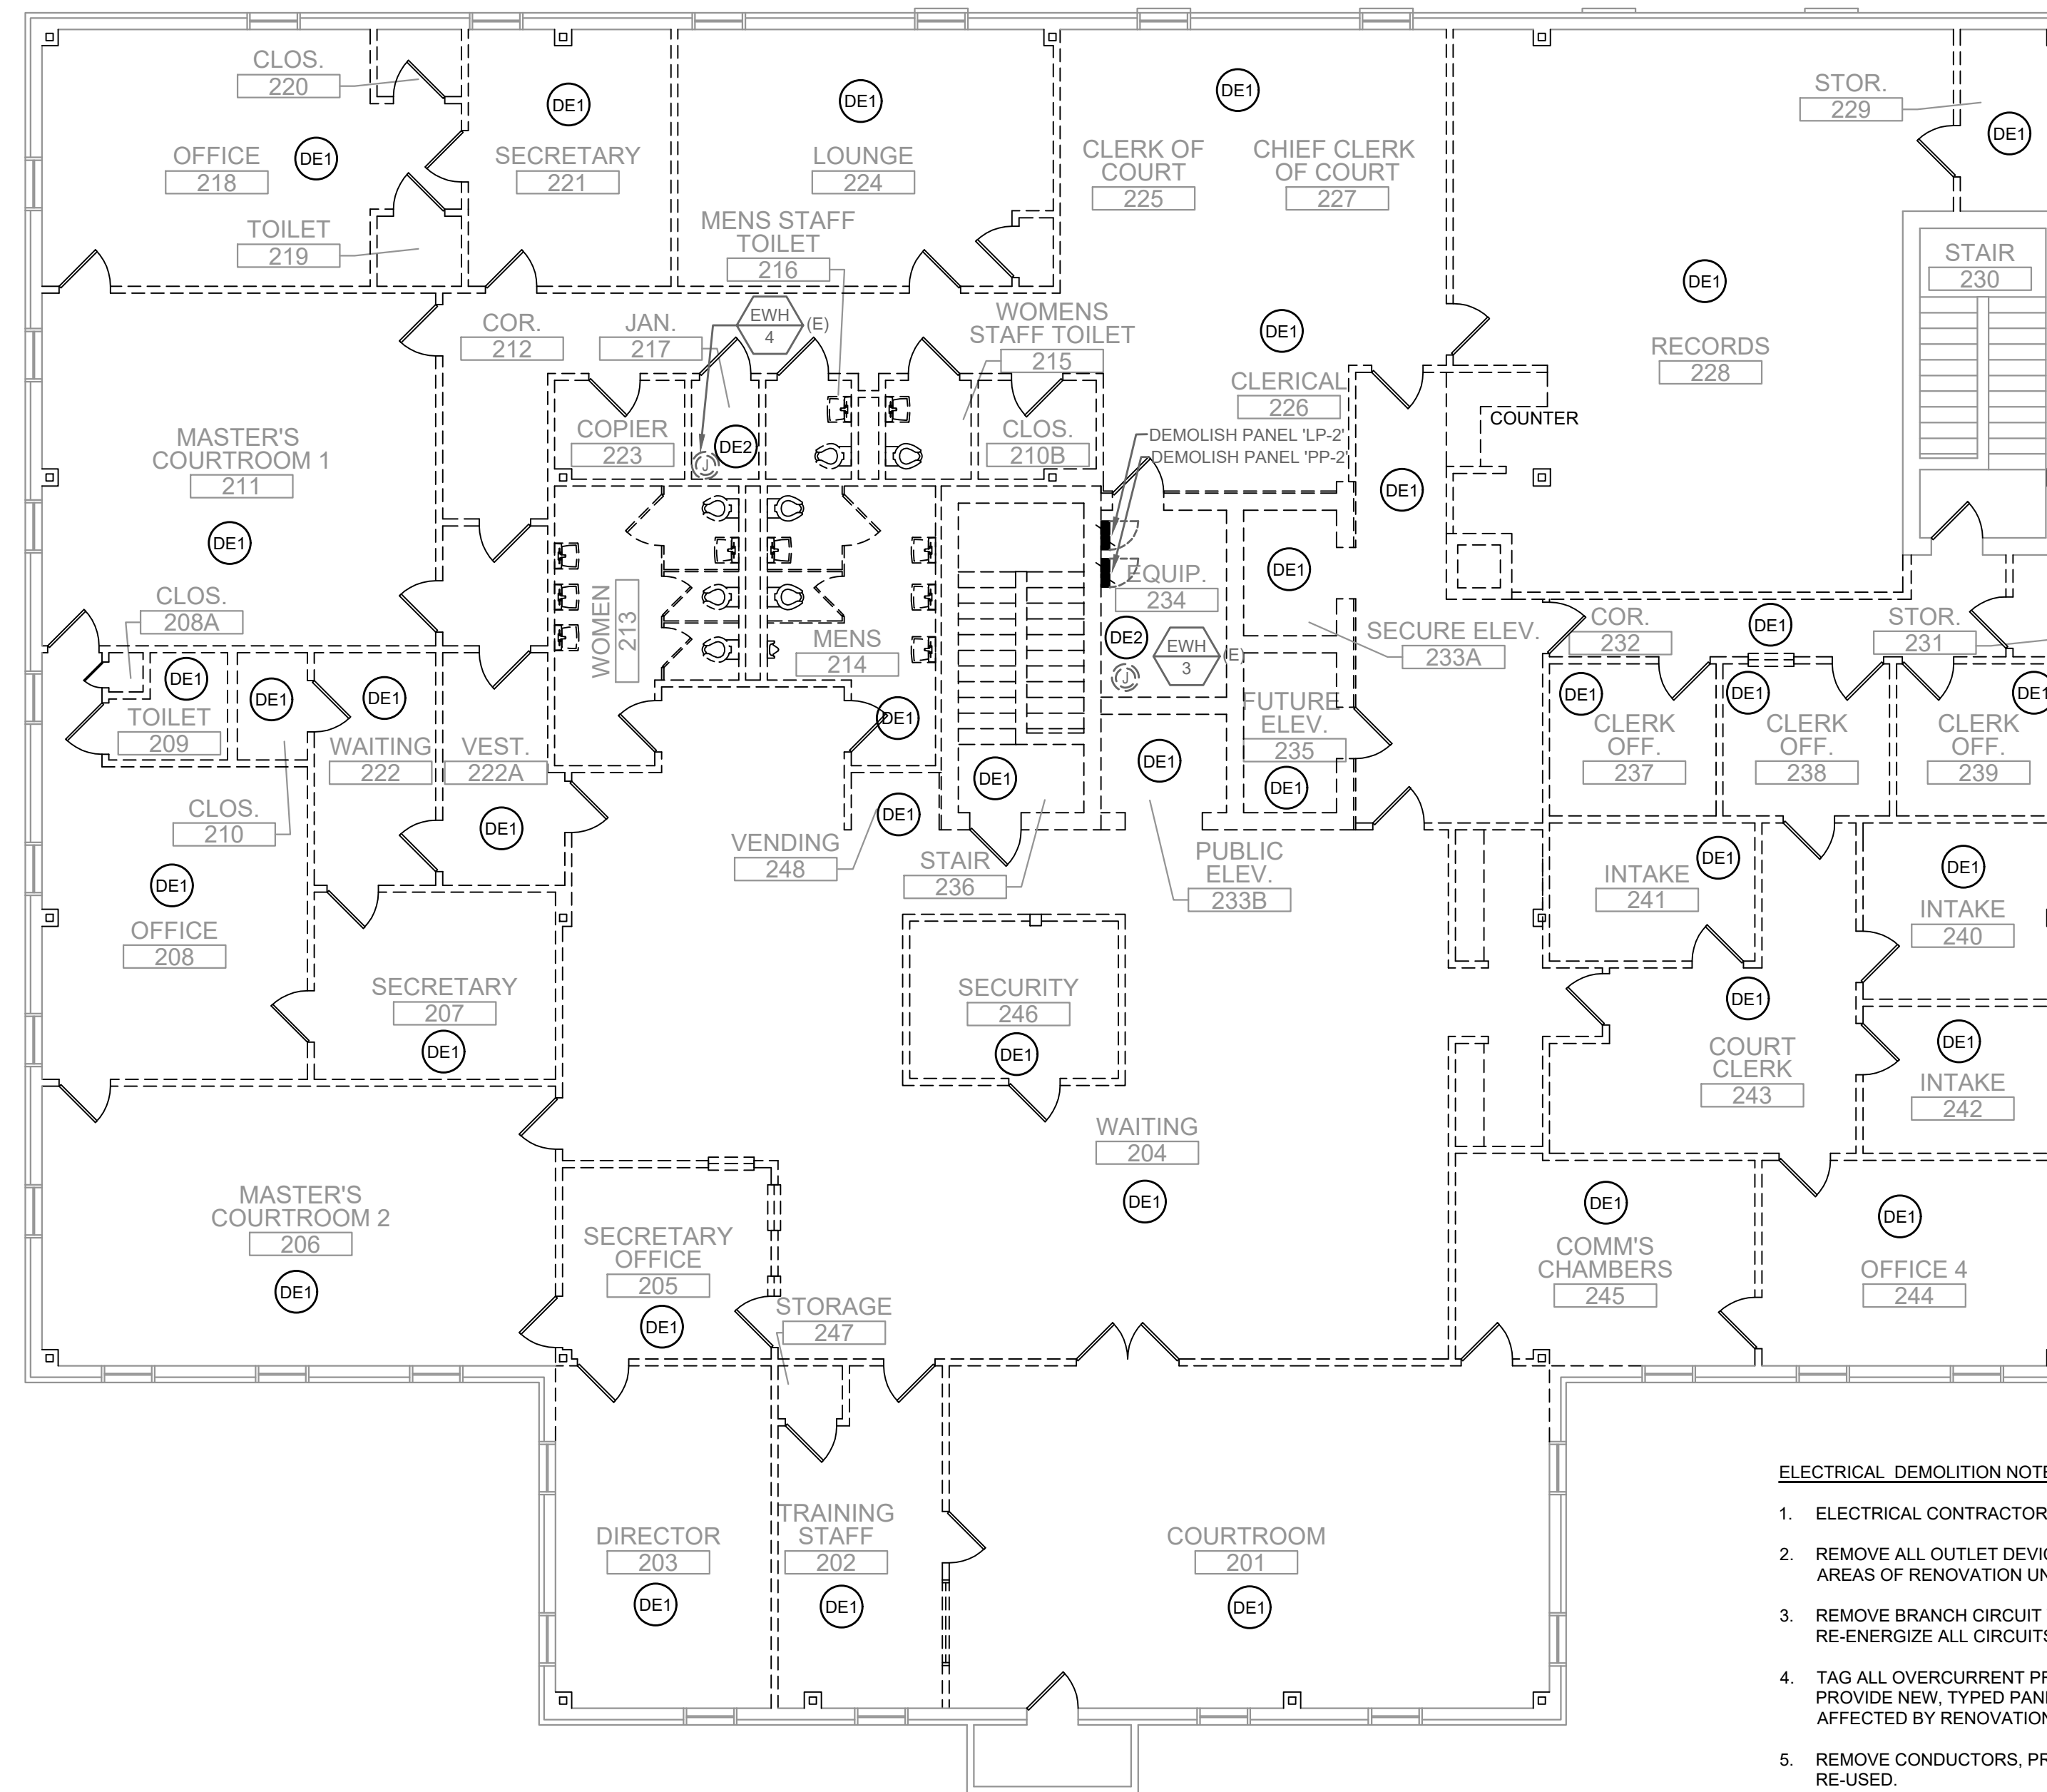 CLOS.
220
DE1
OFFICE
218
DE1
SECRETARY
221
TOILET
219
DE1
LOUNGE
224
MENS STAFF
TOILET
216
DE1
CLERK OF
COURT
225
CHIEF CLERK
OF COURT
227
STOR.
229
DE1
STAIR
230
DE1
RECORDS
228
COR.
212
JAN.
217
EWH
4
(E)
WOMENS
STAFF TOILET
215
DE1
CLERICAL
226
COUNTER
MASTER'S
COURTROOM 1
211
DE1
COPIER
223
DE2
J
CLOS.
210B
DEMOLISH PANEL 'LP-2'
DEMOLISH PANEL 'PP-2'
DE1
CLOS.
208A
DE1
TOILET
209
DE1
DE1
WAITING
222
VEST.
222A
WOMEN
213
MENS
214
DE1
EQUIP.
234
DE2
EWH
3
(E)
J
DE1
SECURE ELEV.
233A
FUTURE
ELEV.
235
DE1
COR.
232
DE1
STOR.
231
DE1
CLERK
OFF.
237
DE1
CLERK
OFF.
238
DE1
CLERK
OFF.
239
CLOS.
210
DE1
OFFICE
208
DE1
VENDING
248
DE1
DE1
STAIR
236
DE1
PUBLIC
ELEV.
233B
INTAKE
241
DE1
DE1
INTAKE
240
SECRETARY
207
DE1
SECURITY
246
DE1
DE1
COURT
CLERK
243
DE1
INTAKE
242
WAITING
204
DE1
MASTER'S
COURTROOM 2
206
DE1
SECRETARY
OFFICE
205
DE1
STORAGE
247
DE1
COMM'S
CHAMBERS
245
DE1
OFFICE 4
244
DIRECTOR
203
DE1
TRAINING
STAFF
202
DE1
COURTROOM
201
DE1
ELECTRICAL DEMOLITION NOTE
1. ELECTRICAL CONTRACTOR
2. REMOVE ALL OUTLET DEVIC
AREAS OF RENOVATION UN
3. REMOVE BRANCH CIRCUIT
RE-ENERGIZE ALL CIRCUITS
4. TAG ALL OVERCURRENT PR
PROVIDE NEW, TYPED PANE
AFFECTED BY RENOVATION
5. REMOVE CONDUCTORS, PR
RE-USED.